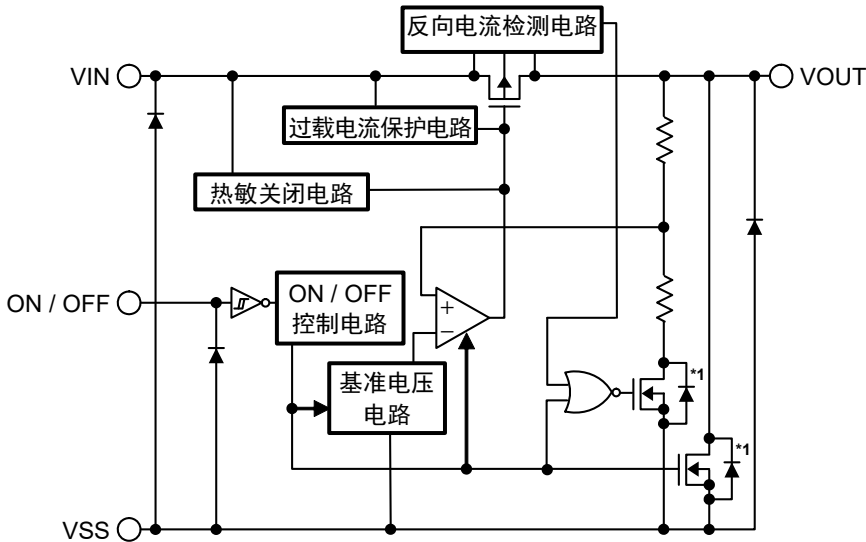 反向电流检测电路
VIN
VOUT
过载电流保护电路
热敏关闭电路
ON / OFF
ON / OFF
控制电路
+
−
基准电压
电路
*1
*1
VSS